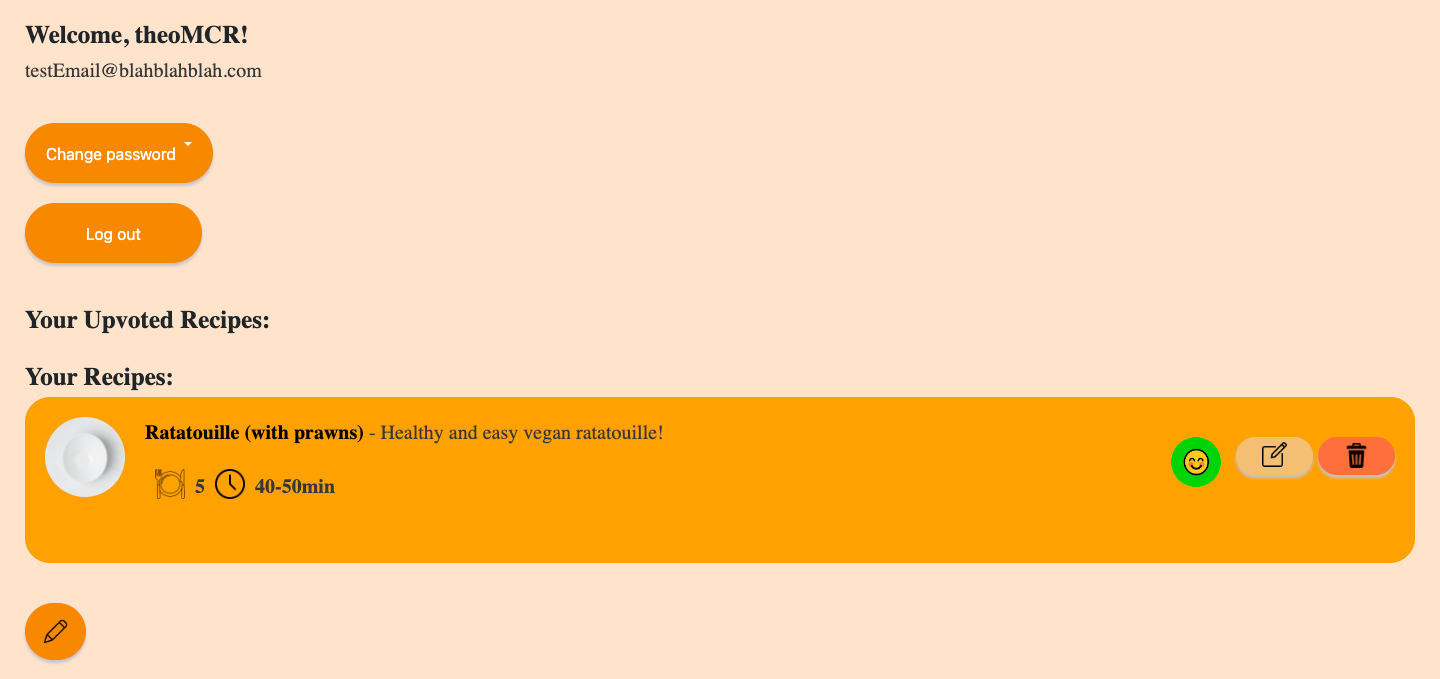 Welcome, theoMCR!
testEmail@blahblahblah.com
Change password
Log out
Your Upvoted Recipes:
Your Recipes:
Ratatouille (with prawns) - Healthy and easy vegan ratatouille!
5 40-50min